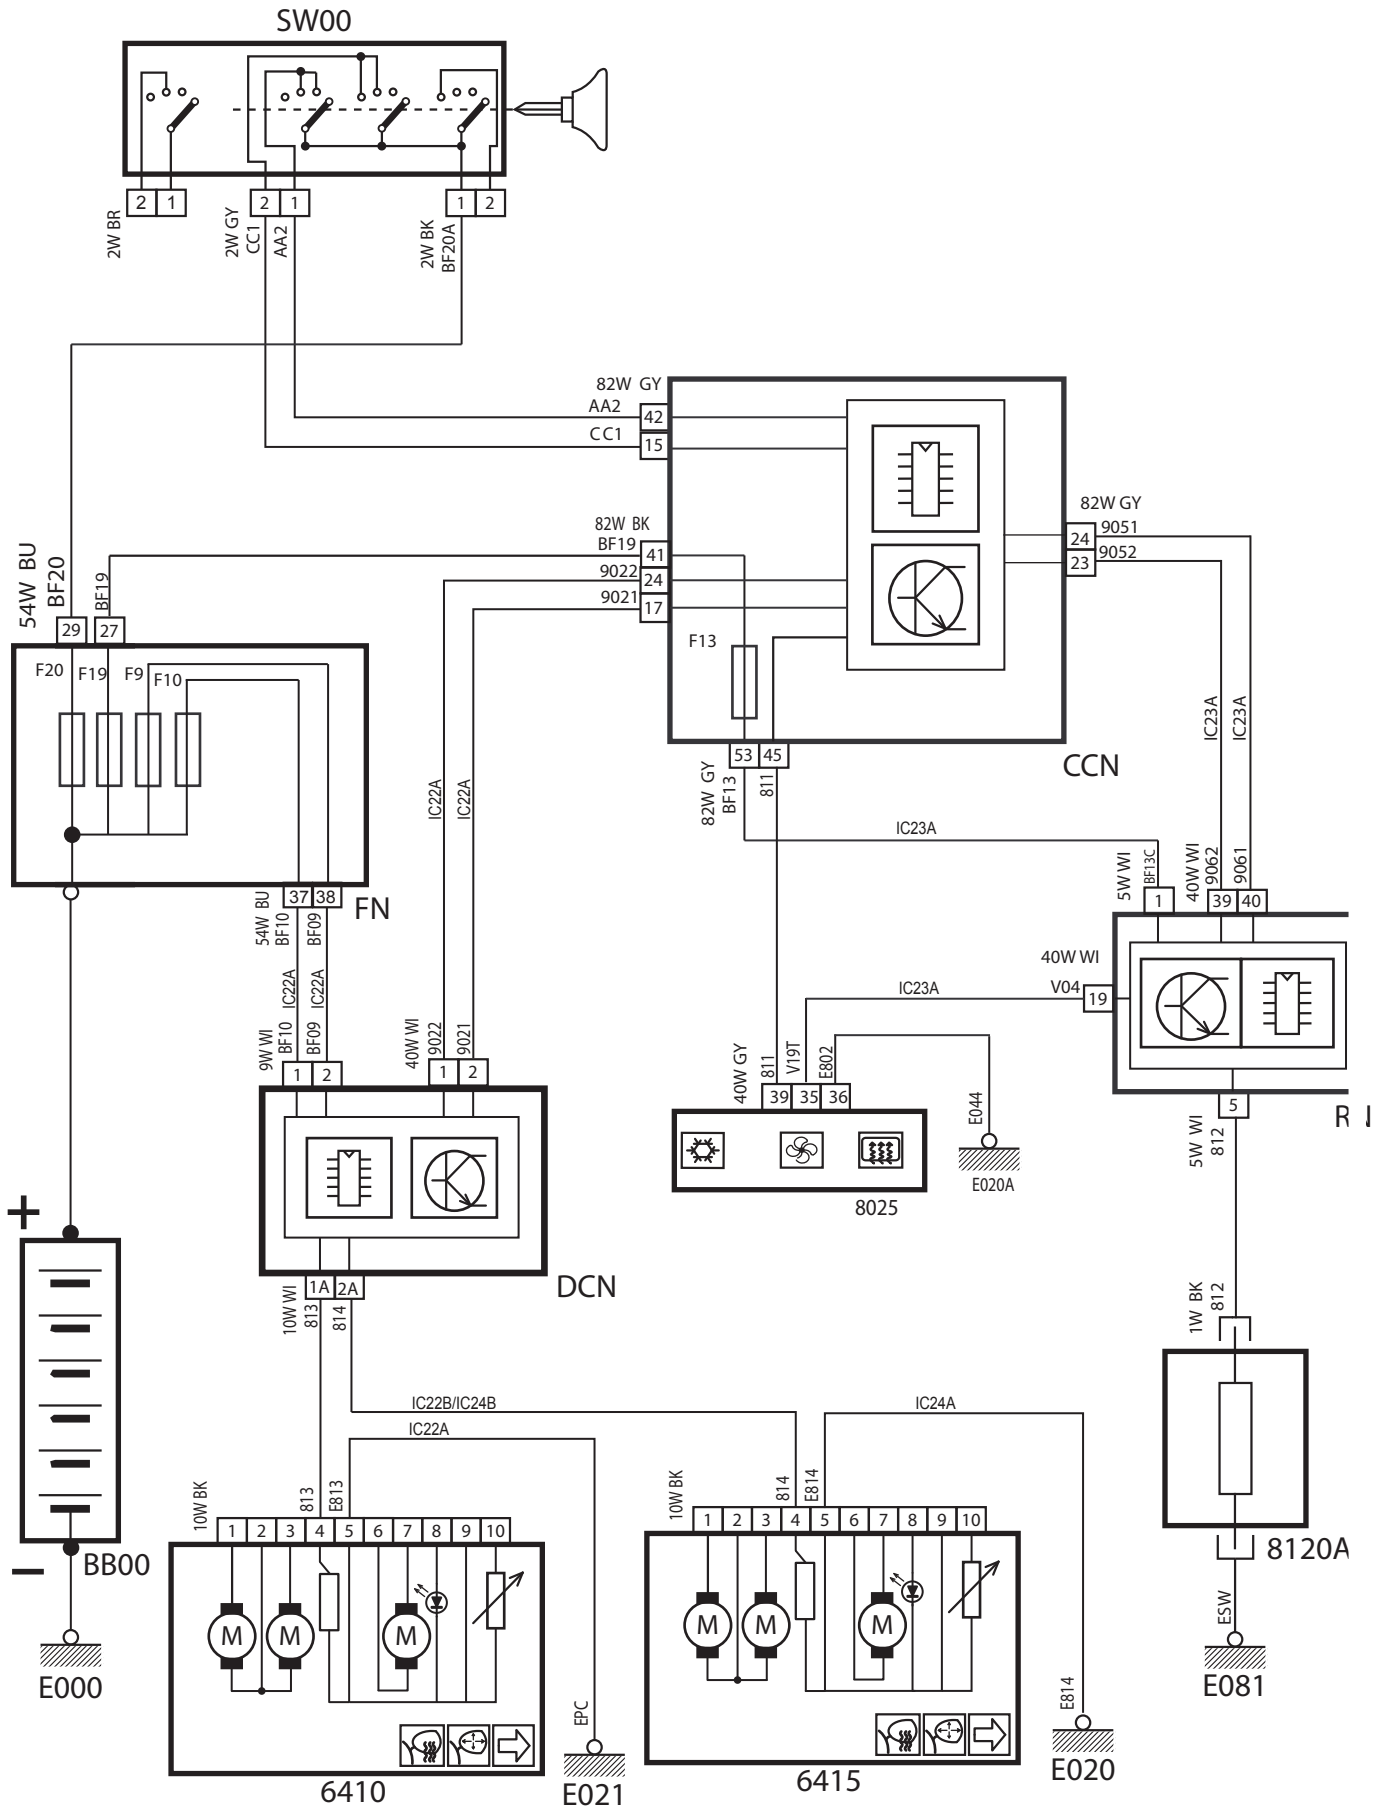 SW00
2 1 2 1 1 2
2W BR
2W GY
CC1
AA2
2W BK
BF20A
82W GY
AA2 42
CC1 15
82W BK
BF19 41
9022 24
9021 17
F13
82W GY
24 9051
23 9052
IC23A
IC23A
53 45
CCN
82W GY
BF13
811
IC23A
54W BU
BF20
BF19
29 27
F20 F19 F9 F10
37 38
FN
54W BU
BF10
BF09
IC22A
IC22A
IC22A
IC22A
9W WI
BF10
BF09
40W WI
9022
9021
1 2 1 2
DCN
1A 2A
10W WI
813
814
5W WI
BF13C
40W WI
9062
9061
1 39 40
40W WI
V04 19
IC23A
5
5W WI
812
40W GY
811
V19T
E802
39 35 36
E044
E020A
8025
1W BK
812
8120A
ESW
E081
+
−
BB00
E000
IC22B/IC24B
IC22A
IC24A
10W BK
813
E813
1 2 3 4 5 6 7 8 9 10
M M M
EPC
6410
E021
10W BK
814
E814
1 2 3 4 5 6 7 8 9 10
M M M
E814
6415
E020